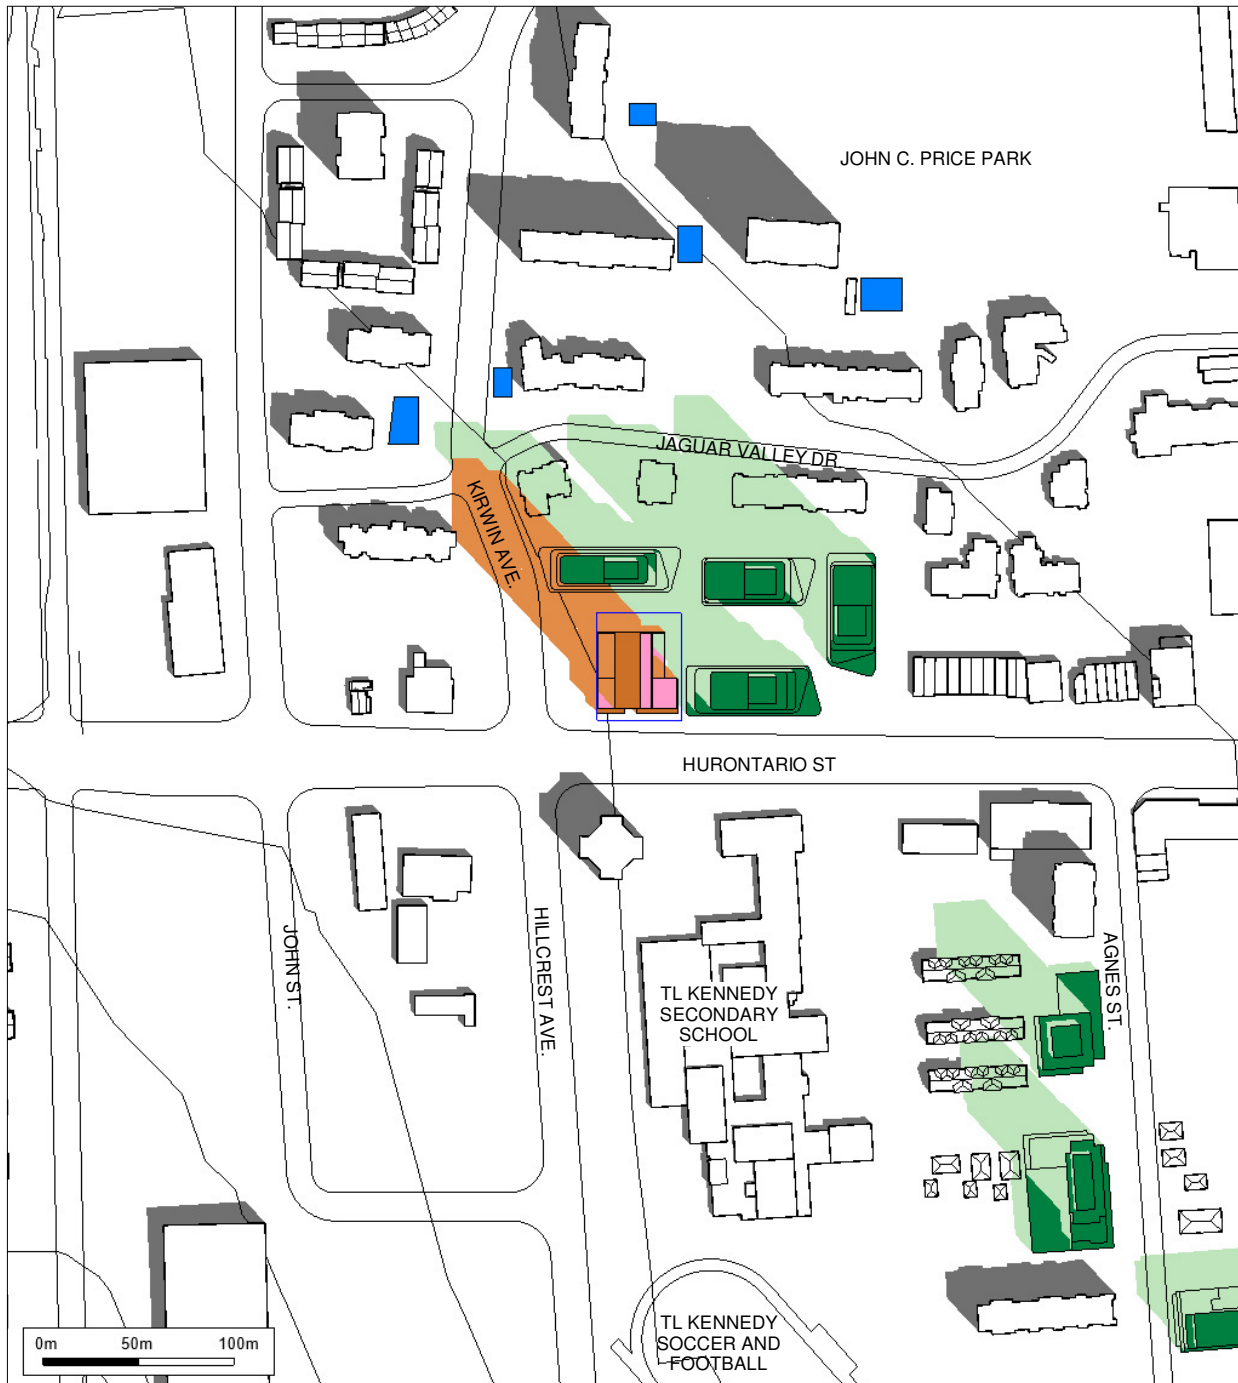 JOHN C. PRICE PARK
JAGUAR VALLEY DR.
KIRWIN AVE.
HURONTARIO ST
JOHN ST.
HILLCREST AVE.
TL KENNEDY
SECONDARY
SCHOOL
AGNES ST.
TL KENNEDY
SOCCER AND
FOOTBALL
0m 50m 100m